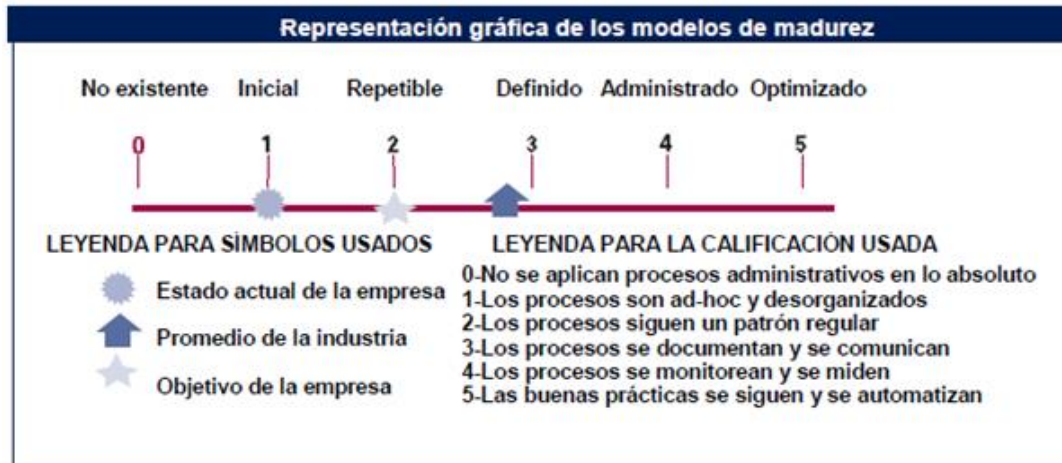 Representación gráfica de los modelos de madurez
No existente Inicial Repetible Definido Administrado Optimizado
0 1 2 3 4 5
LEYENDA PARA SÍMBOLOS USADOS
Estado actual de la empresa
Promedio de la industria
Objetivo de la empresa
LEYENDA PARA LA CALIFICACIÓN USADA
0-No se aplican procesos administrativos en lo absoluto
1-Los procesos son ad-hoc y desorganizados
2-Los procesos siguen un patrón regular
3-Los procesos se documentan y se comunican
4-Los procesos se monitorean y se miden
5-Las buenas prácticas se siguen y se automatizan